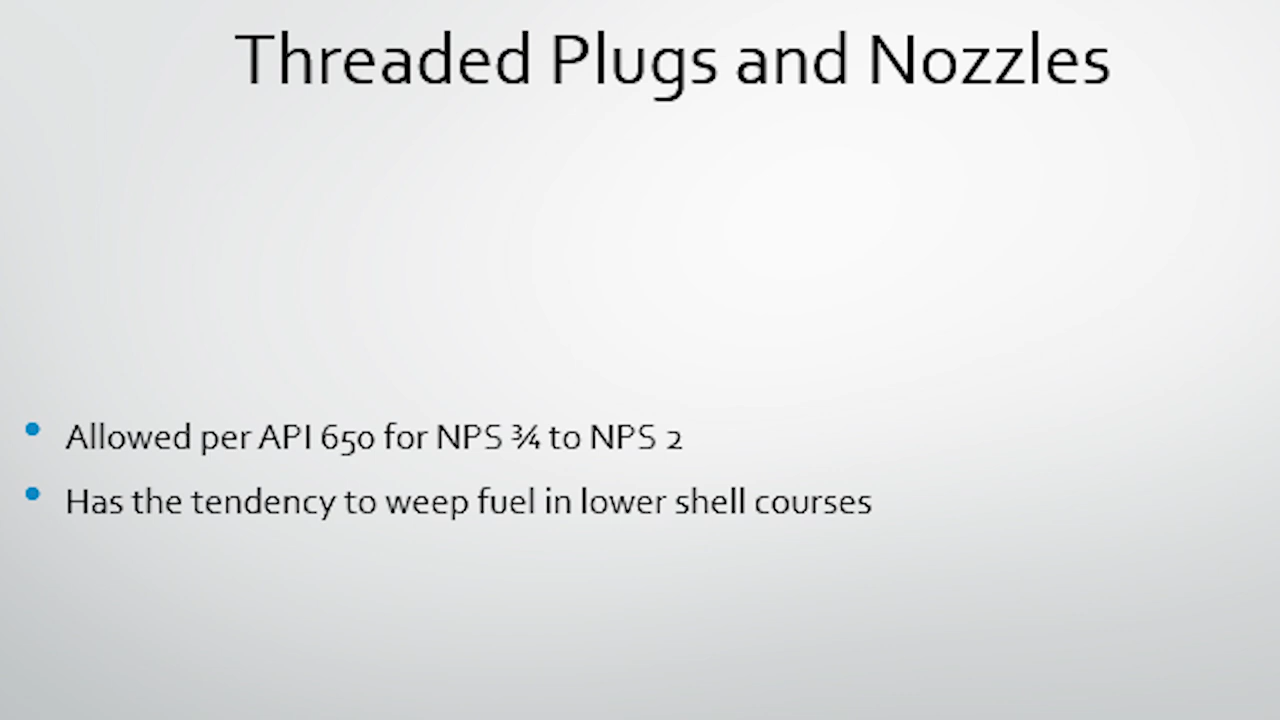 Threaded Plugs and Nozzles
• Allowed per API 650 for NPS ¾ to NPS 2
• Has the tendency to weep fuel in lower shell courses